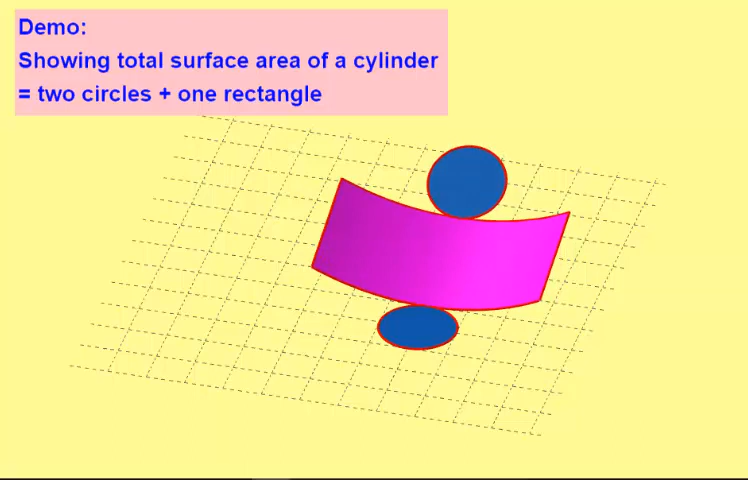 Demo:
Showing total surface area of a cylinder
= two circles + one rectangle